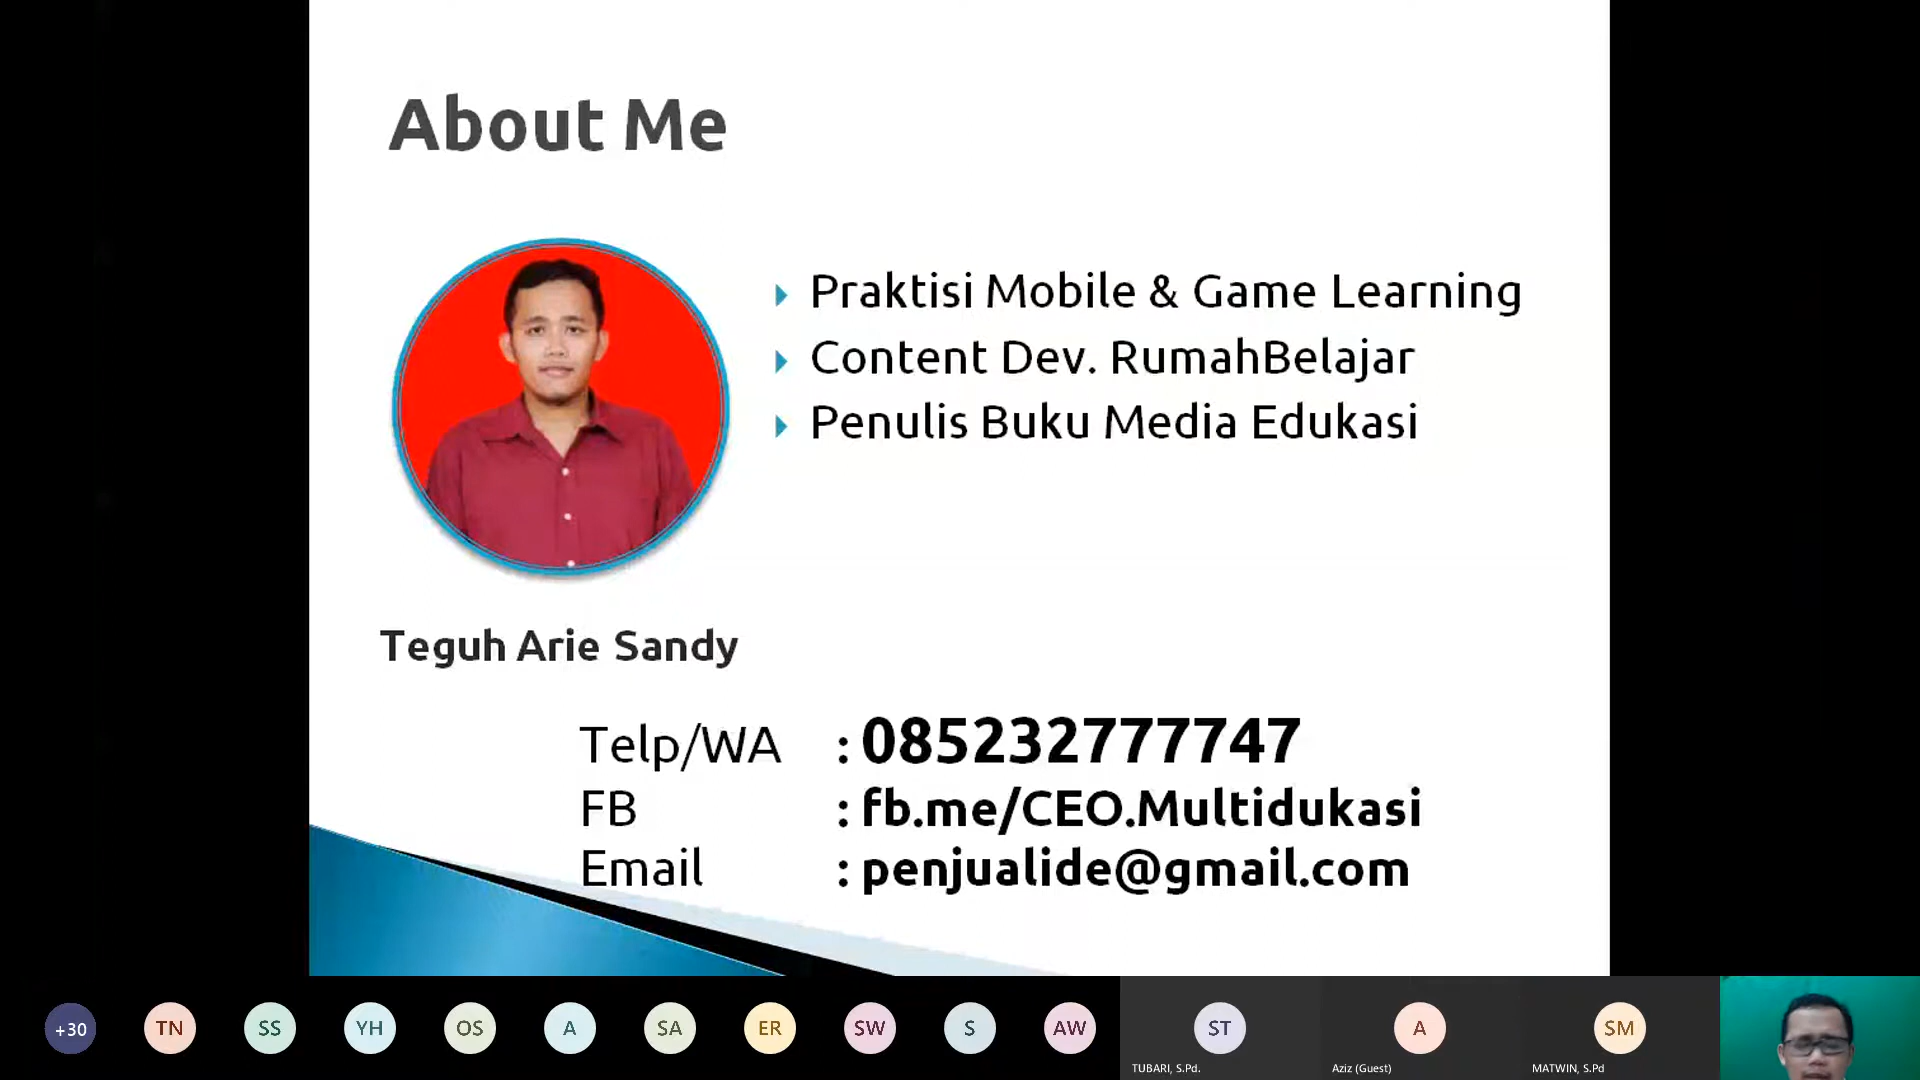 About Me
Praktisi Mobile & Game Learning
Content Dev. RumahBelajar
Penulis Buku Media Edukasi
Teguh Arie Sandy
Telp/WA : 085232777747
FB : fb.me/CEO.Multidukasi
Email : penjualide@gmail.com
+30 TN SS YH OS A SA ER SW S AW ST A SM
TUBARI, S.Pd. Aziz (Guest) MATWIN, S.Pd